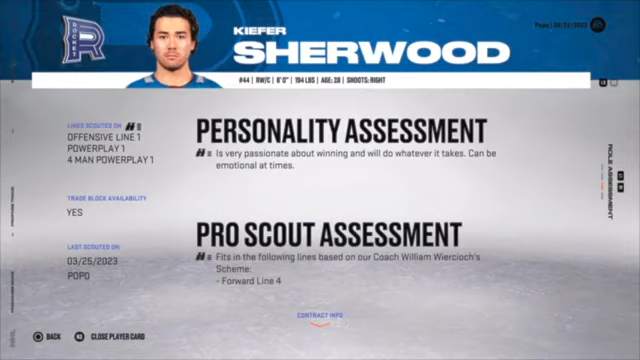 ROCKET
KIEFER
SHERWOOD
#44 | RW/C | 6' 0" | 194 LBS | AGE: 28 | SHOOTS: RIGHT
LINES SCOUTED ON
OFFENSIVE LINE 1
POWERPLAY 1
4 MAN POWERPLAY 1
TRADE BLOCK AVAILABILITY
YES
LAST SCOUTED ON
03/25/2023
POPO
PERSONALITY ASSESSMENT
Is very passionate about winning and will do whatever it takes. Can be
emotional at times.
PRO SCOUT ASSESSMENT
Fits in the following lines based on our Coach William Wiercioch's
Scheme:
- Forward Line 4
CONTRACT INFO
ROLE ASSESSMENT
BACK
CLOSE PLAYER CARD